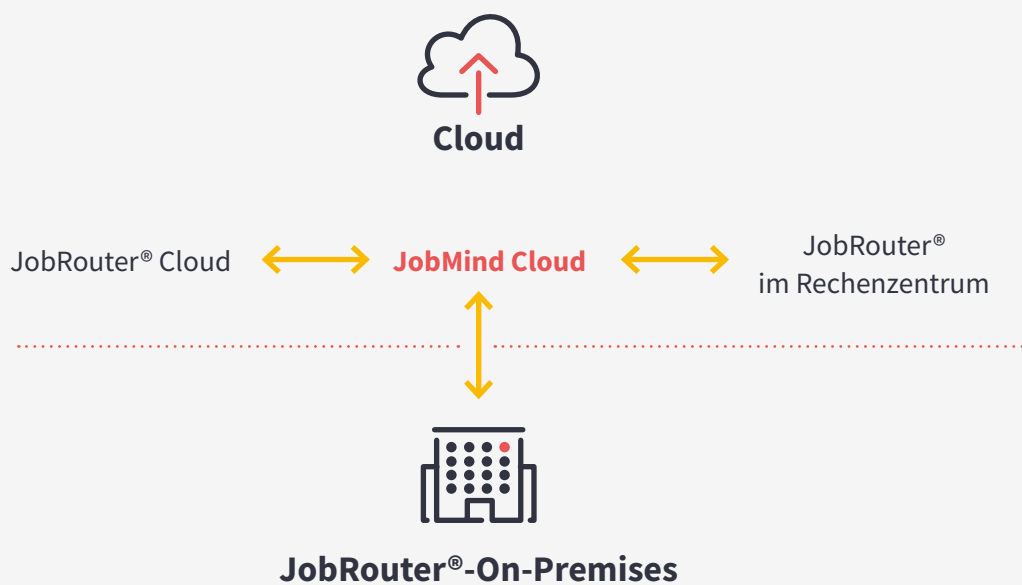 Cloud
JobRouter® Cloud
JobMind Cloud
JobRouter®
im Rechenzentrum
JobRouter®-On-Premises